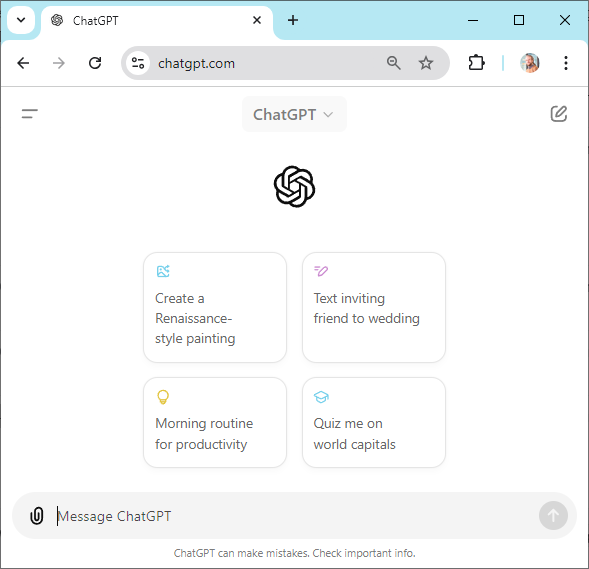 ChatGPT
chatgpt.com
ChatGPT
Create a
Renaissance-
style painting
Text inviting
friend to wedding
Morning routine
for productivity
Quiz me on
world capitals
Message ChatGPT
ChatGPT can make mistakes. Check important info.